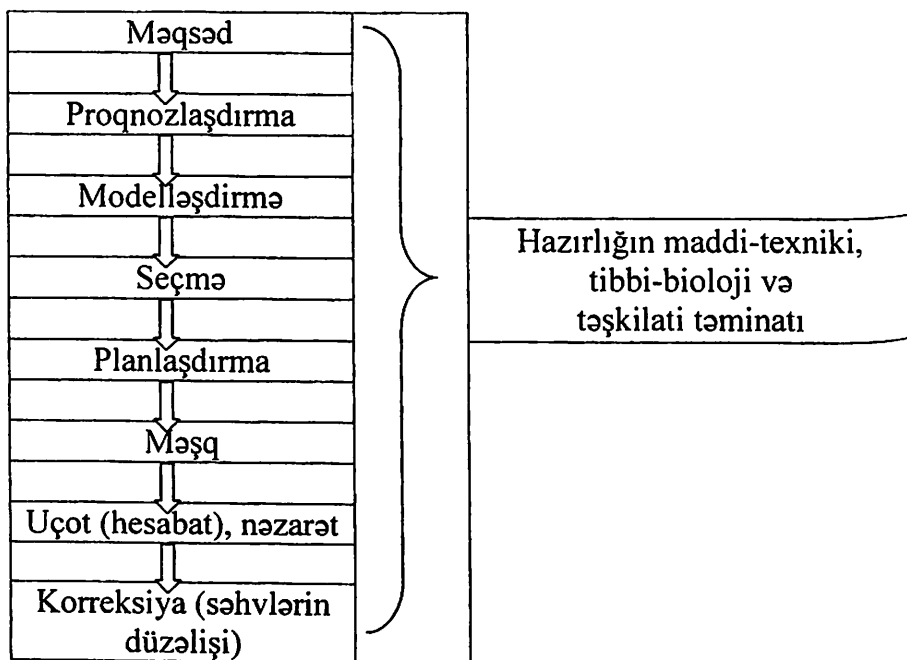 Məqsəd
Proqnozlaşdırma
Modelləşdirmə
Seçmə
Planlaşdırma
Məşq
Uçot (hesabat), nəzarət
Korreksiya (səhvlərin
düzəlişi)
Hazırlığın maddi-texniki,
tibbi-bioloji və
təşkilati təminatı